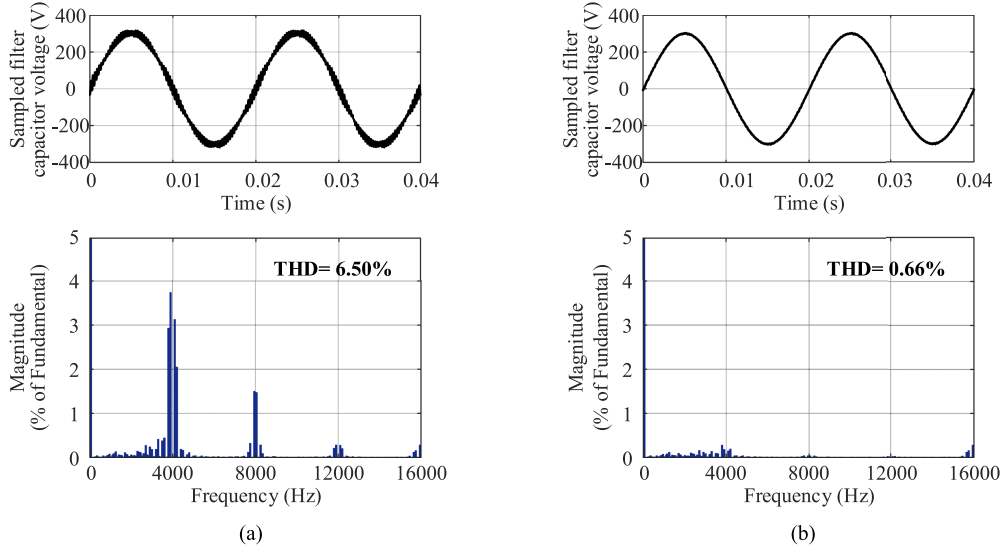 Sampled filter
capacitor voltage (V)
400
200
0
-200
-400
0
0.01
0.02
0.03
0.04
Time (s)
Magnitude
(% of Fundamental)
5
4
3
2
1
0
THD= 6.50%
0
4000
8000
12000
16000
Frequency (Hz)
(a)
Sampled filter
capacitor voltage (V)
400
200
0
-200
-400
0
0.01
0.02
0.03
0.04
Time (s)
Magnitude
(% of Fundamental)
5
4
3
2
1
0
THD= 0.66%
0
4000
8000
12000
16000
Frequency (Hz)
(b)